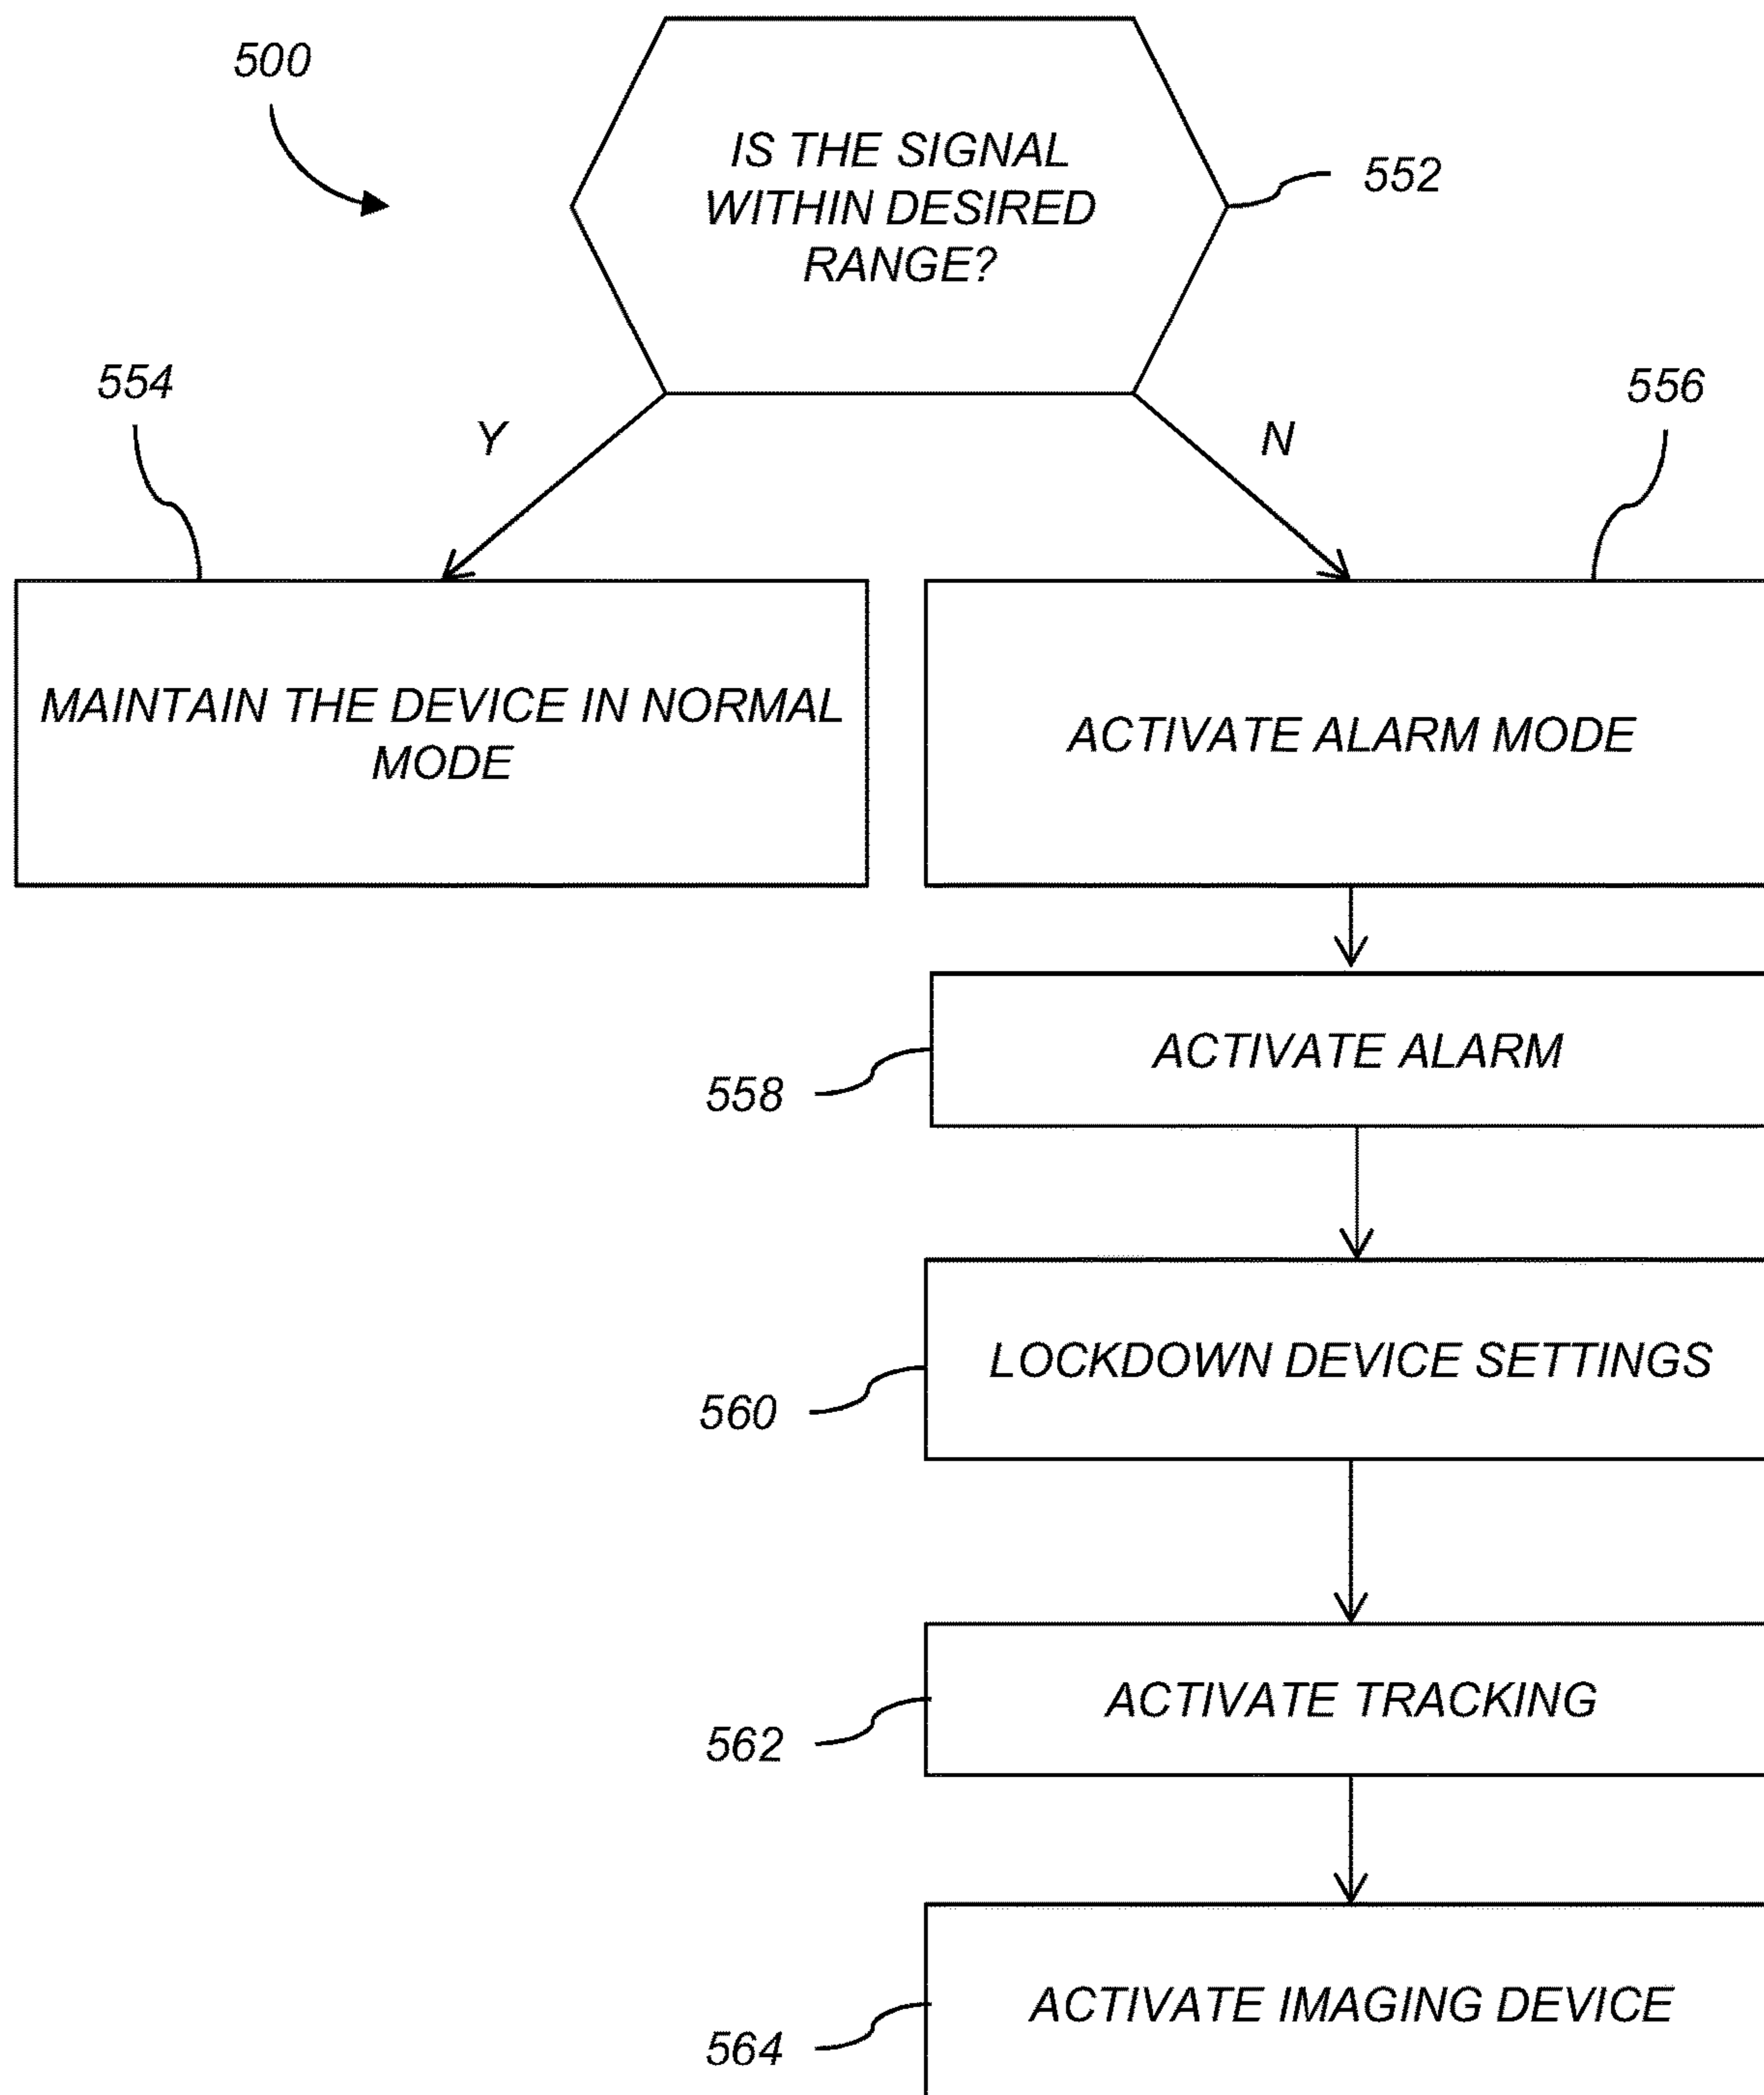 500
IS THE SIGNAL
WITHIN DESIRED
RANGE?
552
554
Y
N
556
MAINTAIN THE DEVICE IN NORMAL
MODE
ACTIVATE ALARM MODE
ACTIVATE ALARM
558
LOCKDOWN DEVICE SETTINGS
560
ACTIVATE TRACKING
562
ACTIVATE IMAGING DEVICE
564